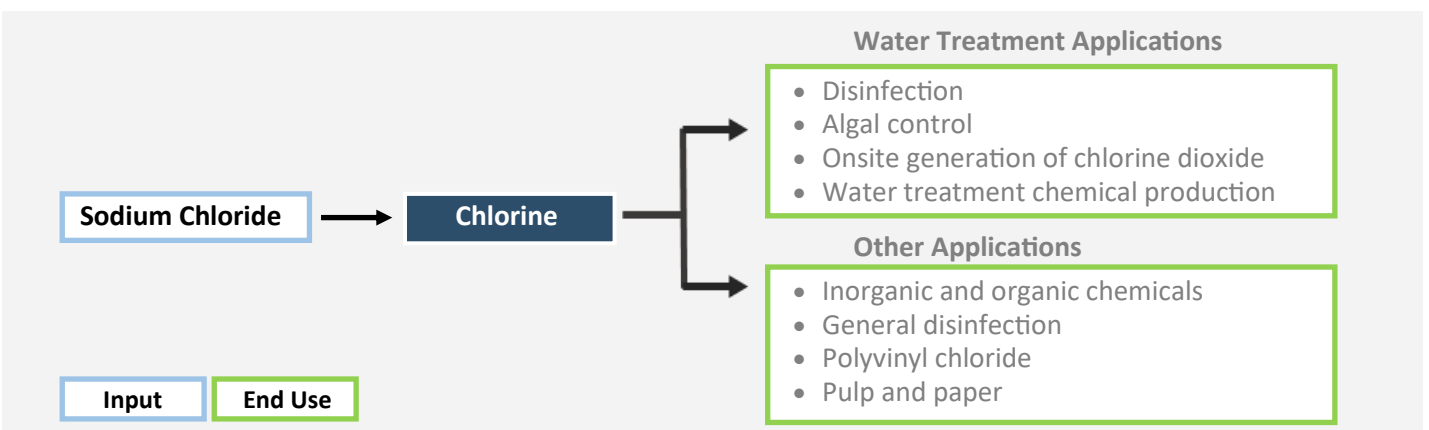 Water Treatment Applications
• Disinfection
• Algal control
• Onsite generation of chlorine dioxide
• Water treatment chemical production
Sodium Chloride
Chlorine
Other Applications
• Inorganic and organic chemicals
• General disinfection
• Polyvinyl chloride
• Pulp and paper
Input
End Use